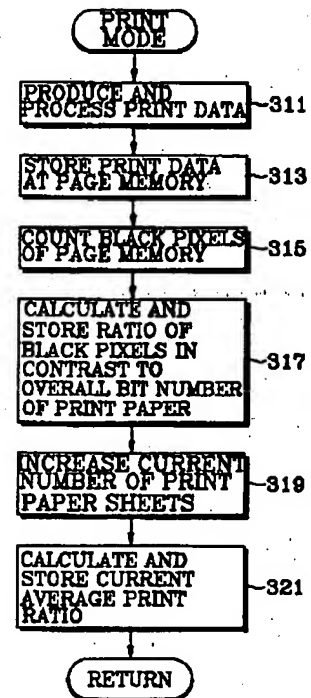 PRINT
MODE
PRODUCE AND
PROCESS PRINT DATA
311
STORE PRINT DATA
AT PAGE MEMORY
313
COUNT BLACK PIXELS
OF PAGE MEMORY
315
CALCULATE AND
STORE RATIO OF
BLACK PIXELS IN
CONTRAST TO
OVERALL BIT NUMBER
OF PRINT PAPER
317
INCREASE CURRENT
NUMBER OF PRINT
PAPER SHEETS
319
CALCULATE AND
STORE CURRENT
AVERAGE PRINT
RATIO
321
RETURN